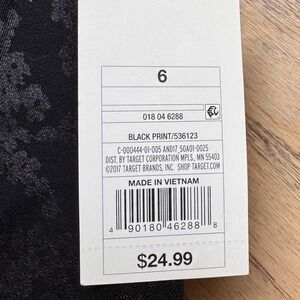 6
018 04 6288
BLACK PRINT/536123
C-000444-01-005 AND17_50A01-0025
DIST. BY TARGET CORPORATION MPLS., MN 55403
©2017 TARGET BRANDS, INC. SHOP TARGET.COM
MADE IN VIETNAM
4 90180 46288 8
$24.99